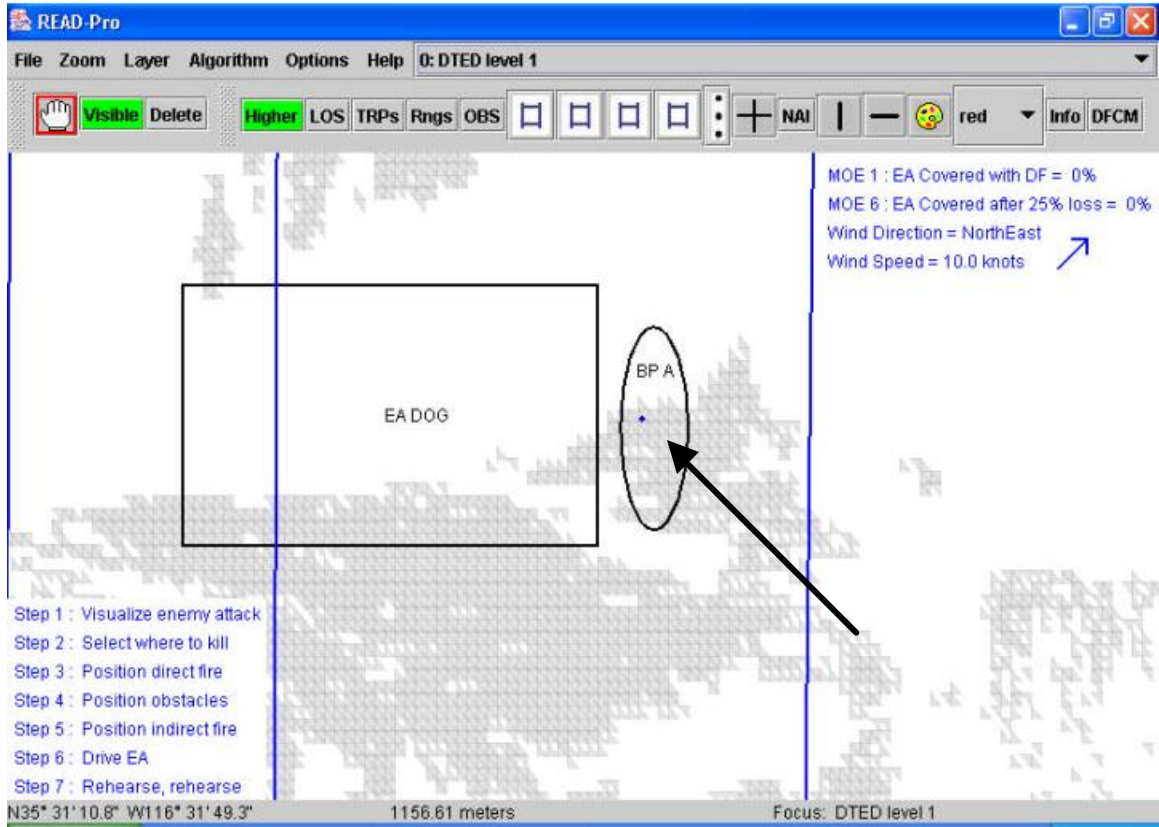 READ-Pro
File Zoom Layer Algorithm Options Help 0: DTED level 1
Visible Delete Higher LOS TRPs Rngs OBS NAI red Info DFCM
MOE 1 : EA Covered with DF = 0%
MOE 6 : EA Covered after 25% loss = 0%
Wind Direction = NorthEast
Wind Speed = 10.0 knots
BP A
EA DOG
Step 1 : Visualize enemy attack
Step 2 : Select where to kill
Step 3 : Position direct fire
Step 4 : Position obstacles
Step 5 : Position indirect fire
Step 6 : Drive EA
Step 7 : Rehearse, rehearse
N35° 31' 10.8" W116° 31' 49.3" 1156.61 meters Focus: DTED level 1